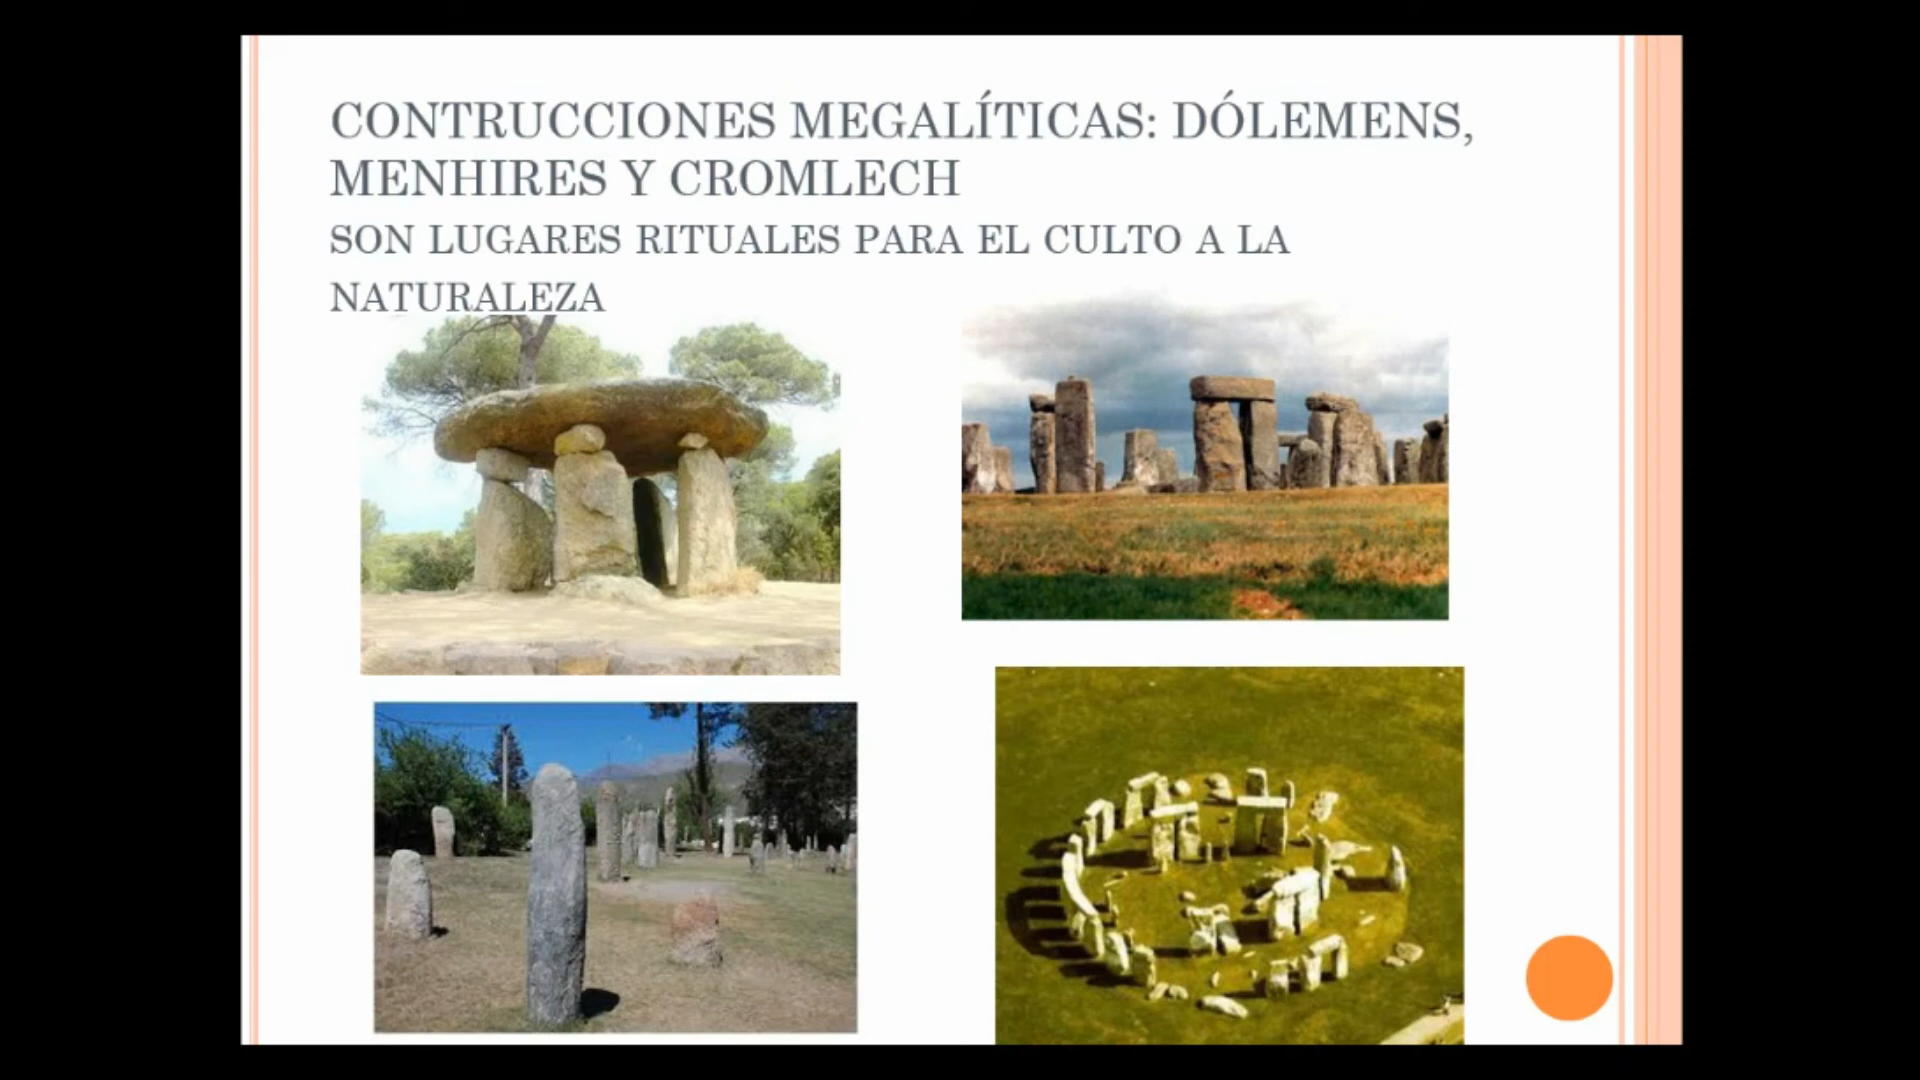 CONTRUCCIONES MEGALÍTICAS: DÓLEMENS,
MENHIRES Y CROMLECH
SON LUGARES RITUALES PARA EL CULTO A LA
NATURALEZA